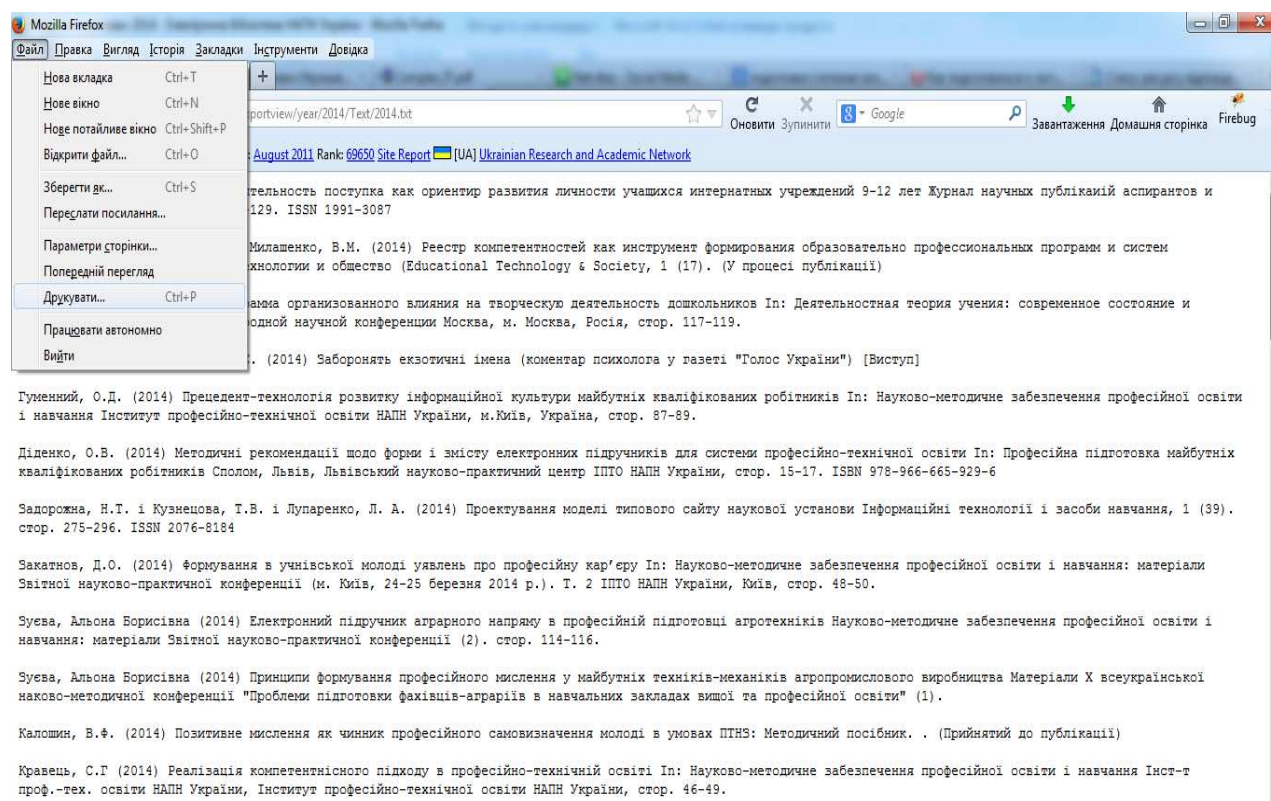 Mozilla Firefox
Файл Правка Вигляд Історія Закладки Інструменти Довідка
Нова вкладка Ctrl+T
Нове вікно Ctrl+N
Нове потайливе вікно Ctrl+Shift+P
Відкрити файл... Ctrl+O
Зберегти як... Ctrl+S
Переслати посилання...
Параметри сторінки...
Попередній перегляд
Друкувати... Ctrl+P
Працювати автономно
Вийти
portview/year/2014/Text/2014.txt
Оновити Зупинити Google Завантаження Домашня сторінка Firebug
: August 2011 Rank: 69650 Site Report [UA] Ukrainian Research and Academic Network
тельность поступка как ориентир развития личности учащихся интернатных учреждений 9-12 лет Журнал научных публікаиій аспирантов и
-129. ISSN 1991-3087
Милашенко, В.М. (2014) Реестр компетентностей как инструмент формирования образовательно профессиональных программ и систем
хнологии и общество (Educational Technology & Society, 1 (17). (У процесі публікації)
рамма организованного влияния на творческую деятельность дошкольников In: Деятельностная теория учения: современное состояние и
одной научной конференции Москва, м. Москва, Росія, стор. 117-119.
. (2014) Заборонять екзотичні імена (коментар психолога у газеті "Голос України") [Виступ]
Гуменний, О.Д. (2014) Прецедент-технологія розвитку інформаційної культури майбутніх кваліфікованих робітників In: Науково-методичне забезпечення професійної освіти
і навчання Інститут професійно-технічної освіти НАПН України, м.Київ, Україна, стор. 87-89.
Діденко, О.В. (2014) Методичні рекомендації щодо форми і змісту електронних підручників для системи професійно-технічної освіти In: Професійна підготовка майбутніх
кваліфікованих робітників Сполом, Львів, Львівський науково-практичний центр ІПТО НАПН України, стор. 15-17. ISBN 978-966-665-929-6
Задорожна, Н.Т. і Кузнецова, Т.В. і Лупаренко, Л. А. (2014) Проектування моделі типового сайту наукової установи Інформаційні технології і засоби навчання, 1 (39).
стор. 275-296. ISSN 2076-8184
Закатнов, Д.О. (2014) Формування в учнівської молоді уявлень про професійну кар'єру In: Науково-методичне забезпечення професійної освіти і навчання: матеріали
Звітної науково-практичної конференції (м. Київ, 24-25 березня 2014 р.). Т. 2 ІПТО НАПН України, Київ, стор. 48-50.
Зуєва, Альона Борисівна (2014) Електронний підручник аграрного напряму в професійній підготовці агротехніків Науково-методичне забезпечення професійної освіти і
навчання: матеріали Звітної науково-практичної конференції (2). стор. 114-116.
Зуєва, Альона Борисівна (2014) Принципи формування професійного мислення у майбутніх техніків-механіків агропромислового виробництва Матеріали Х всеукраїнської
наково-методичної конференції "Проблеми підготовки фахівців-аграріїв в навчальних закладах вищої та професійної освіти" (1).
Калошин, В.Ф. (2014) Позитивне мислення як чинник професійного самовизначення молоді в умовах ПТНЗ: Методичний посібник. . (Прийнятий до публікації)
Кравець, С.Г (2014) Реалізація компетентнісного підходу в професійно-технічній освіті In: Науково-методичне забезпечення професійної освіти і навчання Інст-т
проф.-тех. освіти НАПН України, Інститут професійно-технічної освіти НАПН України, стор. 46-49.